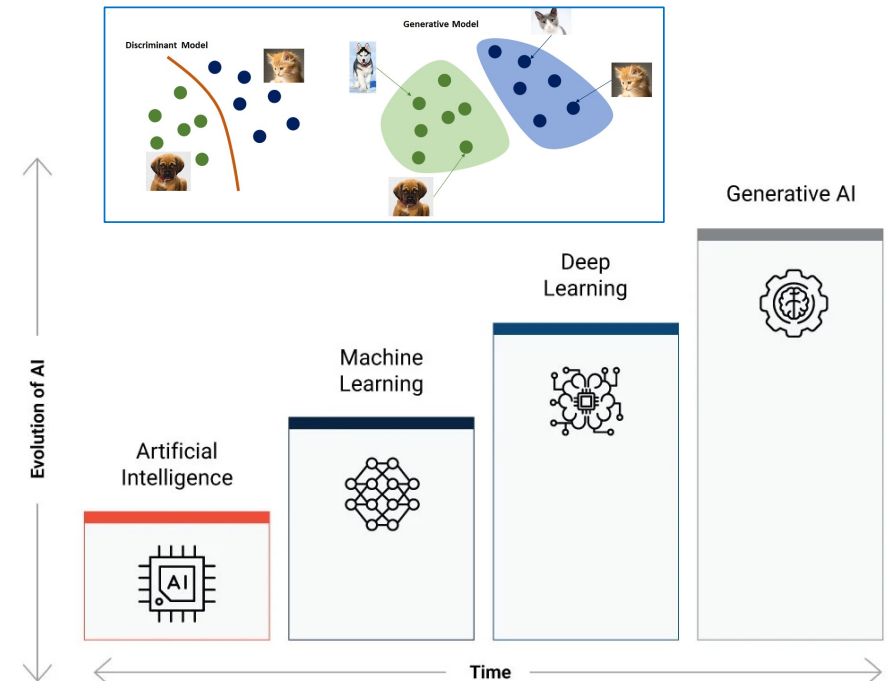 Generative Model
Discriminant Model
Generative AI
Deep
Learning
Machine
Learning
Artificial
Intelligence
AI
Evolution of AI
Time